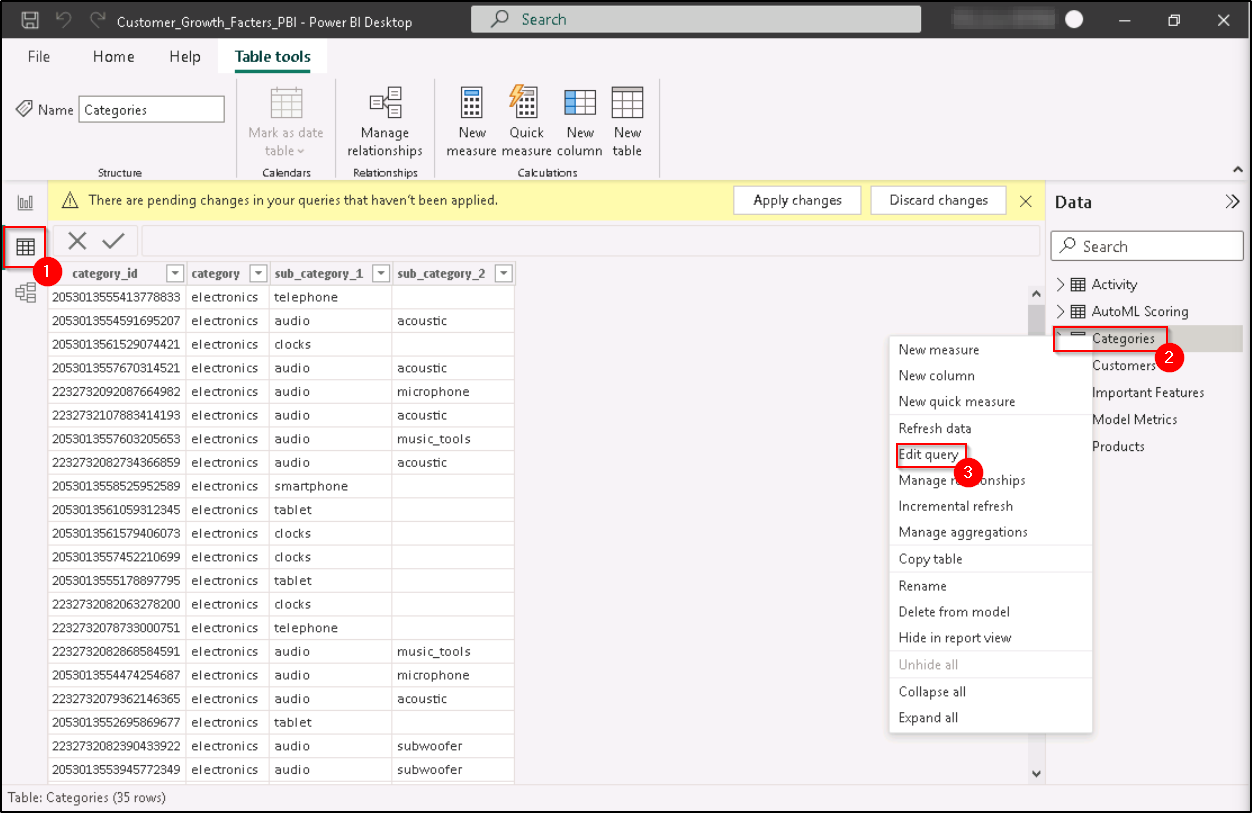 Customer_Growth_Facters_PBI - Power BI Desktop
Search
File Home Help Table tools
Name Categories
Mark as date table
Manage relationships
New measure
Quick measure
New column
New table
Structure Calendars Relationships Calculations
There are pending changes in your queries that haven't been applied.
Apply changes Discard changes
1
category_id category sub_category_1 sub_category_2
2053013555413778833 electronics telephone
2053013554591695207 electronics audio acoustic
2053013561529074421 electronics clocks
2053013557670314521 electronics audio acoustic
2232732092087664982 electronics audio microphone
2232732107883414193 electronics audio acoustic
2053013557603205653 electronics audio music_tools
2232732082734366859 electronics audio acoustic
2053013558525952589 electronics smartphone
2053013561059312345 electronics tablet
2053013561579406073 electronics clocks
2053013557452210699 electronics clocks
2053013555178897795 electronics tablet
2232732082063278200 electronics clocks
2232732078733000751 electronics telephone
2232732082868584591 electronics audio music_tools
2053013554474254687 electronics audio microphone
2232732079362146365 electronics audio acoustic
2053013552695869677 electronics tablet
2232732082390433922 electronics audio subwoofer
2053013553945772349 electronics audio subwoofer
New measure
New column
New quick measure
Refresh data
Edit query
3
Manage relationships
Incremental refresh
Manage aggregations
Copy table
Rename
Delete from model
Hide in report view
Unhide all
Collapse all
Expand all
Data
Search
Activity
AutoML Scoring
Categories
2
Customers
Important Features
Model Metrics
Products
Table: Categories (35 rows)